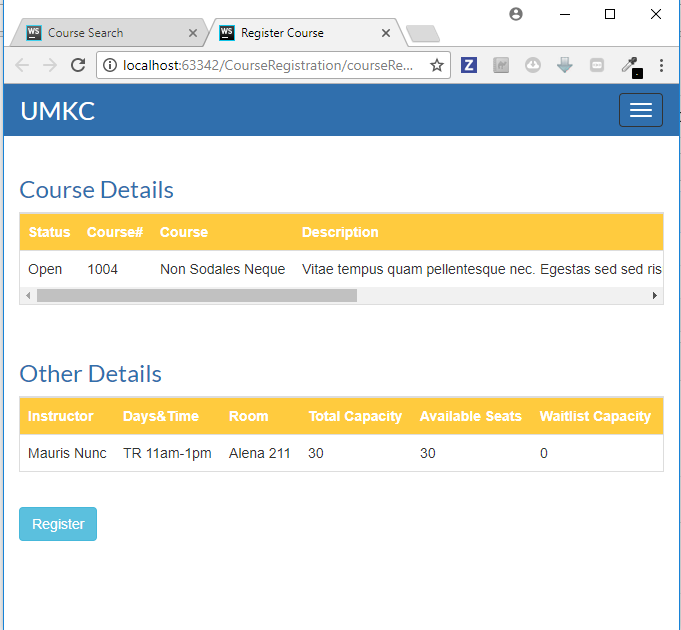 Course Search
Register Course
localhost:63342/CourseRegistration/courseRe...
UMKC
Course Details
Status Course# Course Description
Open 1004 Non Sodales Neque Vitae tempus quam pellentesque nec. Egestas sed sed ris
Other Details
Instructor Days&Time Room Total Capacity Available Seats Waitlist Capacity
Mauris Nunc TR 11am-1pm Alena 211 30 30 0
Register